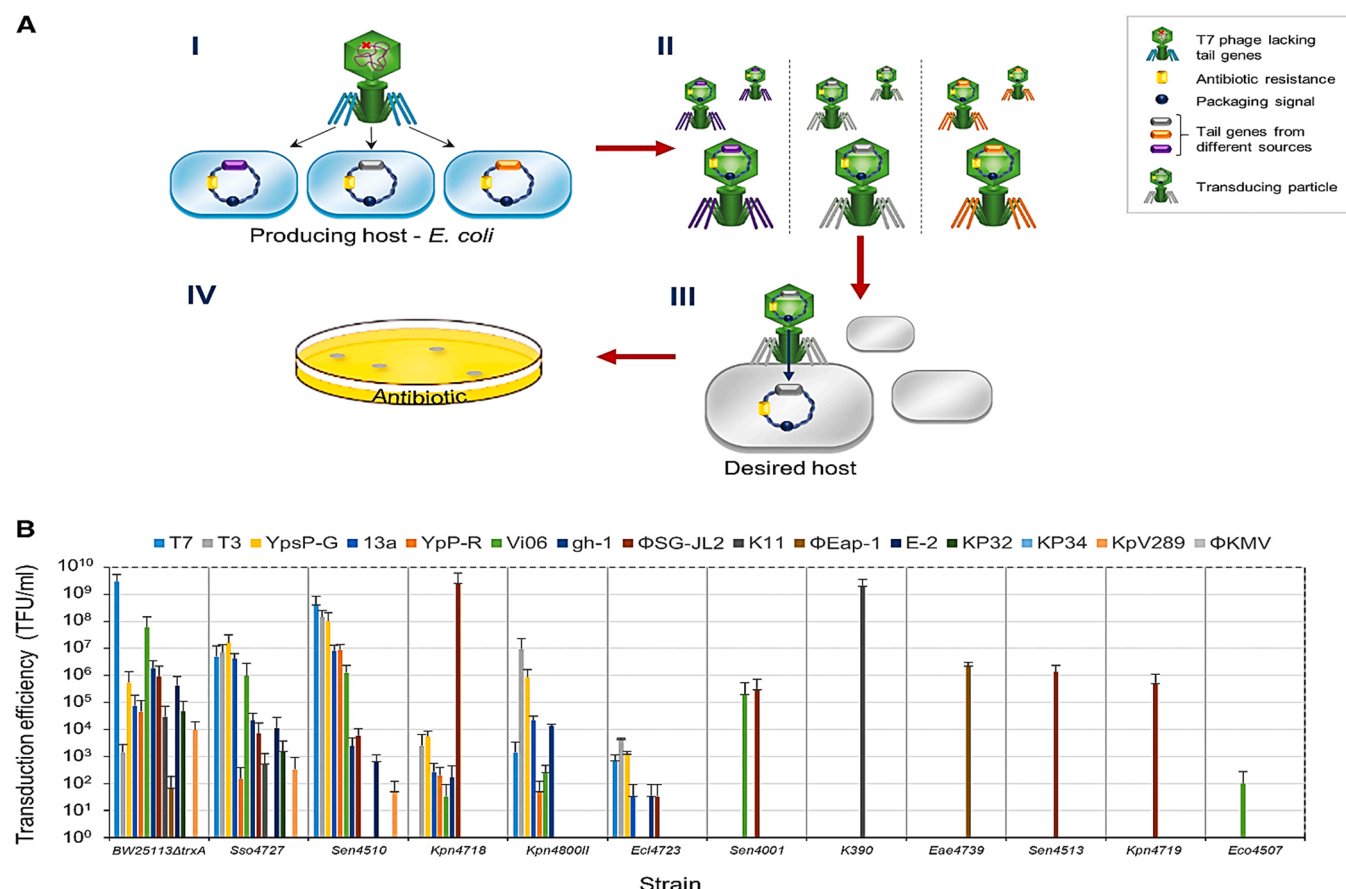 A
I
II
T7 phage lacking
tail genes
Antibiotic resistance
Packaging signal
Tail genes from
different sources
Transducing particle
Producing host - E. coli
IV
III
Antibiotic
Desired host
B
T7 T3 YpsP-G 13a YpP-R Vi06 gh-1 ΦSG-JL2 K11 ΦEap-1 E-2 KP32 KP34 KpV289 ΦKMV
Transduction efficiency (TFU/ml)
10¹⁰
10⁹
10⁸
10⁷
10⁶
10⁵
10⁴
10³
10²
10¹
10⁰
BW25113ΔtrxA Sso4727 Sen4510 Kpn4718 Kpn4800II Ecl4723 Sen4001 K390 Eae4739 Sen4513 Kpn4719 Eco4507
Strain